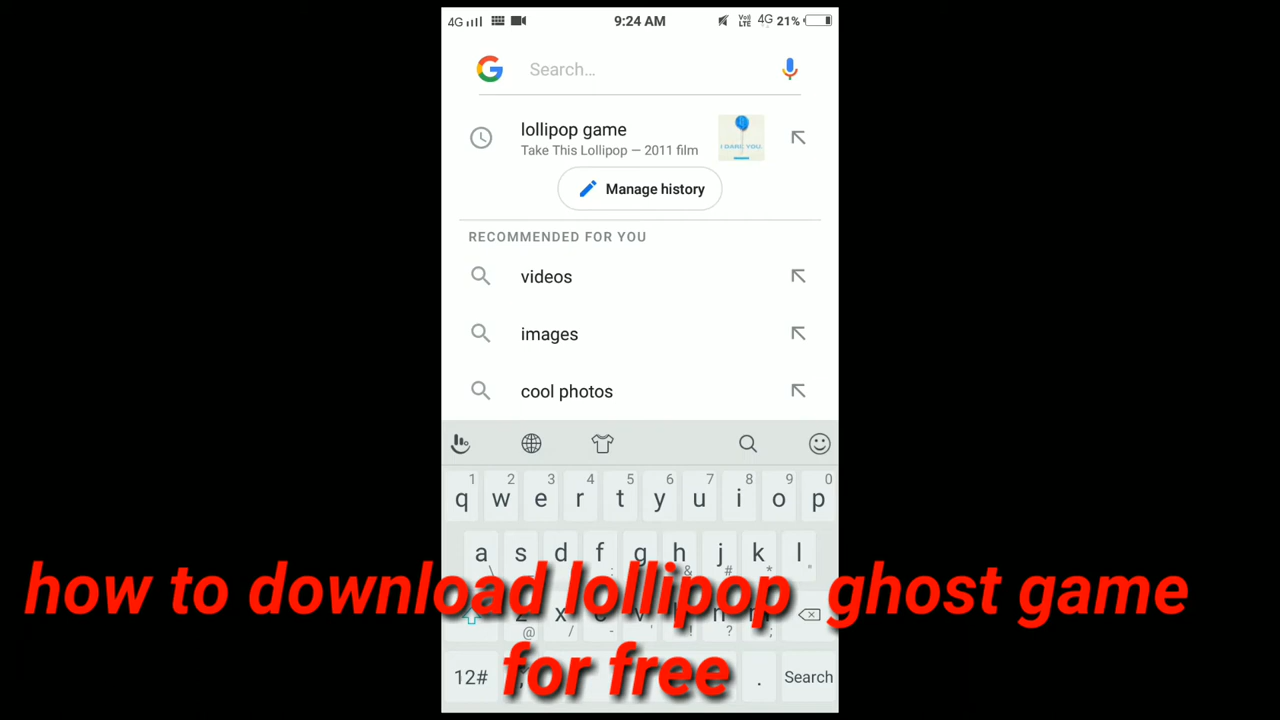 4G 9:24 AM Vo) LTE 4G 21%
G Search...
lollipop game
Take This Lollipop — 2011 film
I DARE YOU
Manage history
RECOMMENDED FOR YOU
videos
images
cool photos
1 2 3 4 5 6 7 8 9 0
q w e r t y u i o p
a s d f g h j k l
\ : # & *
how to download lollipop ghost game
z x c v n m
@ / - ' ! ? ;
for free
12# . Search